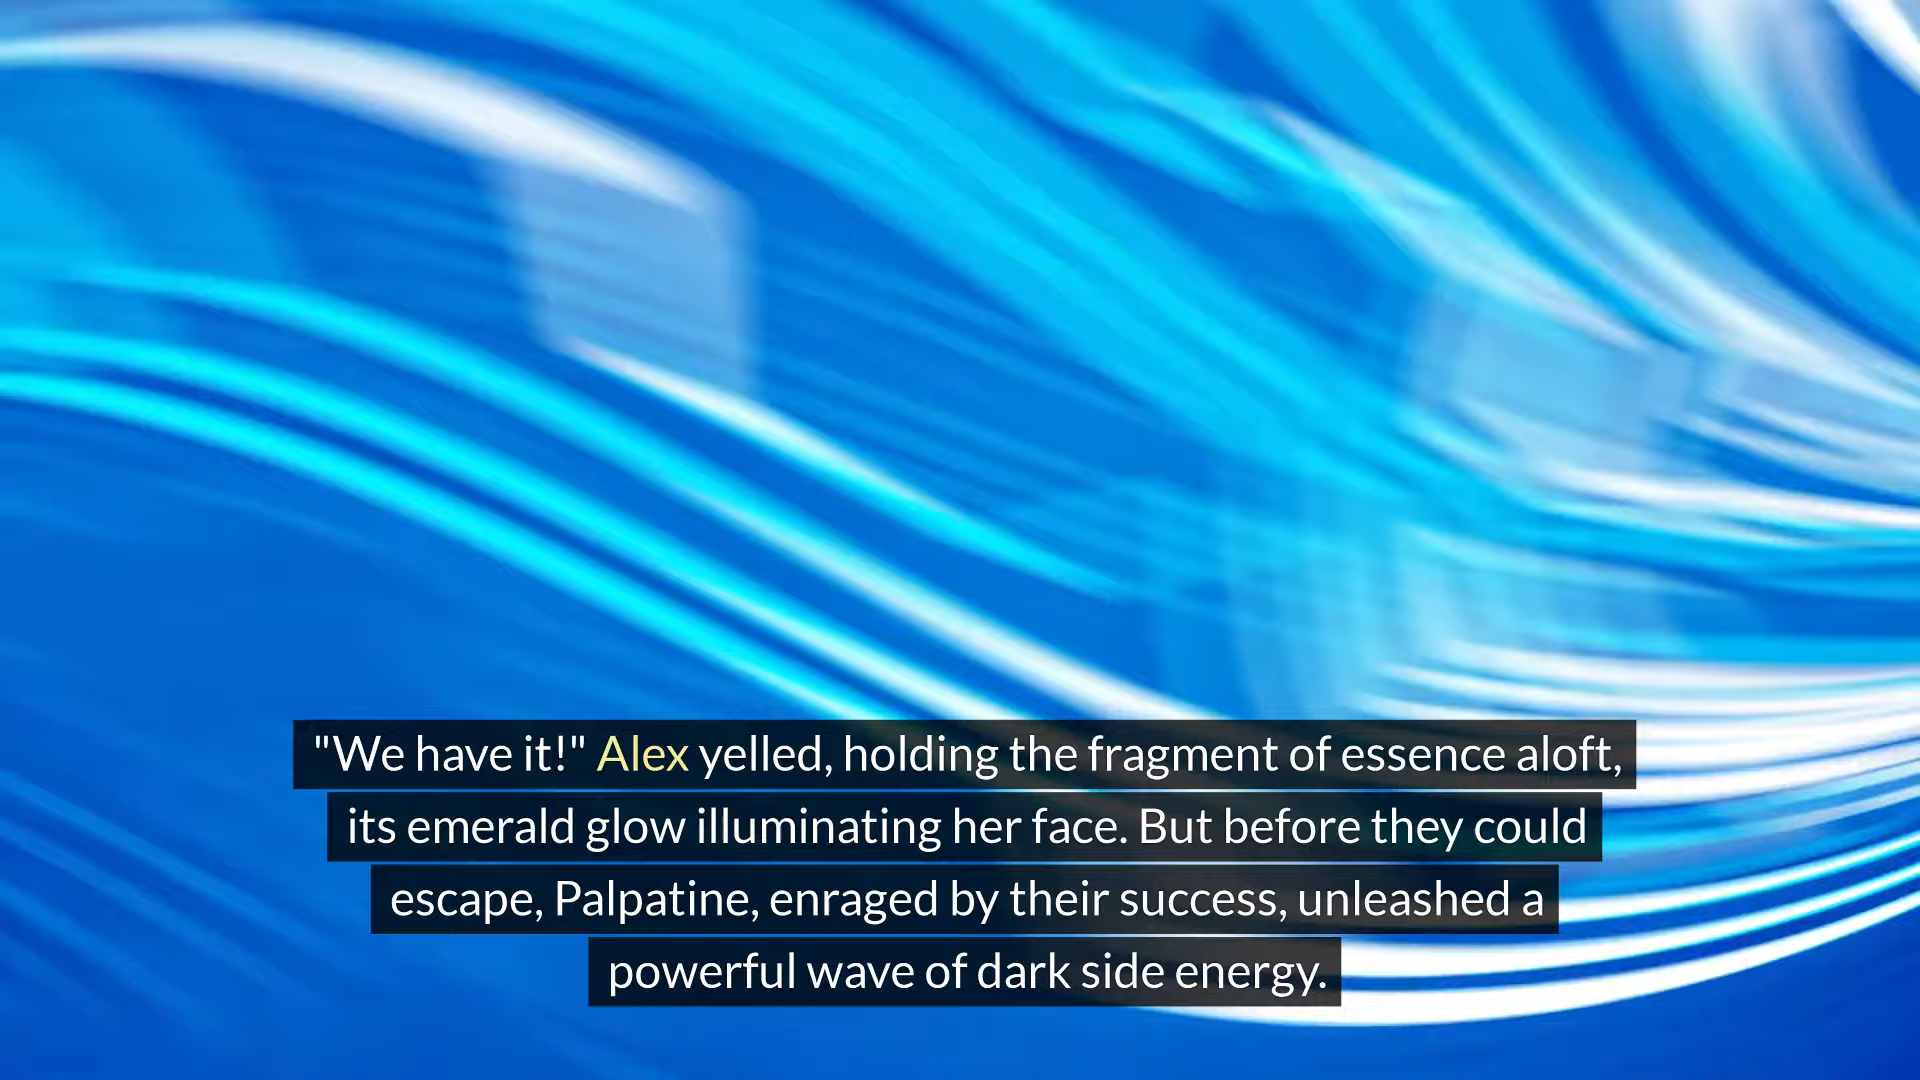 "We have it!" Alex yelled, holding the fragment of essence aloft,
its emerald glow illuminating her face. But before they could
escape, Palpatine, enraged by their success, unleashed a
powerful wave of dark side energy.